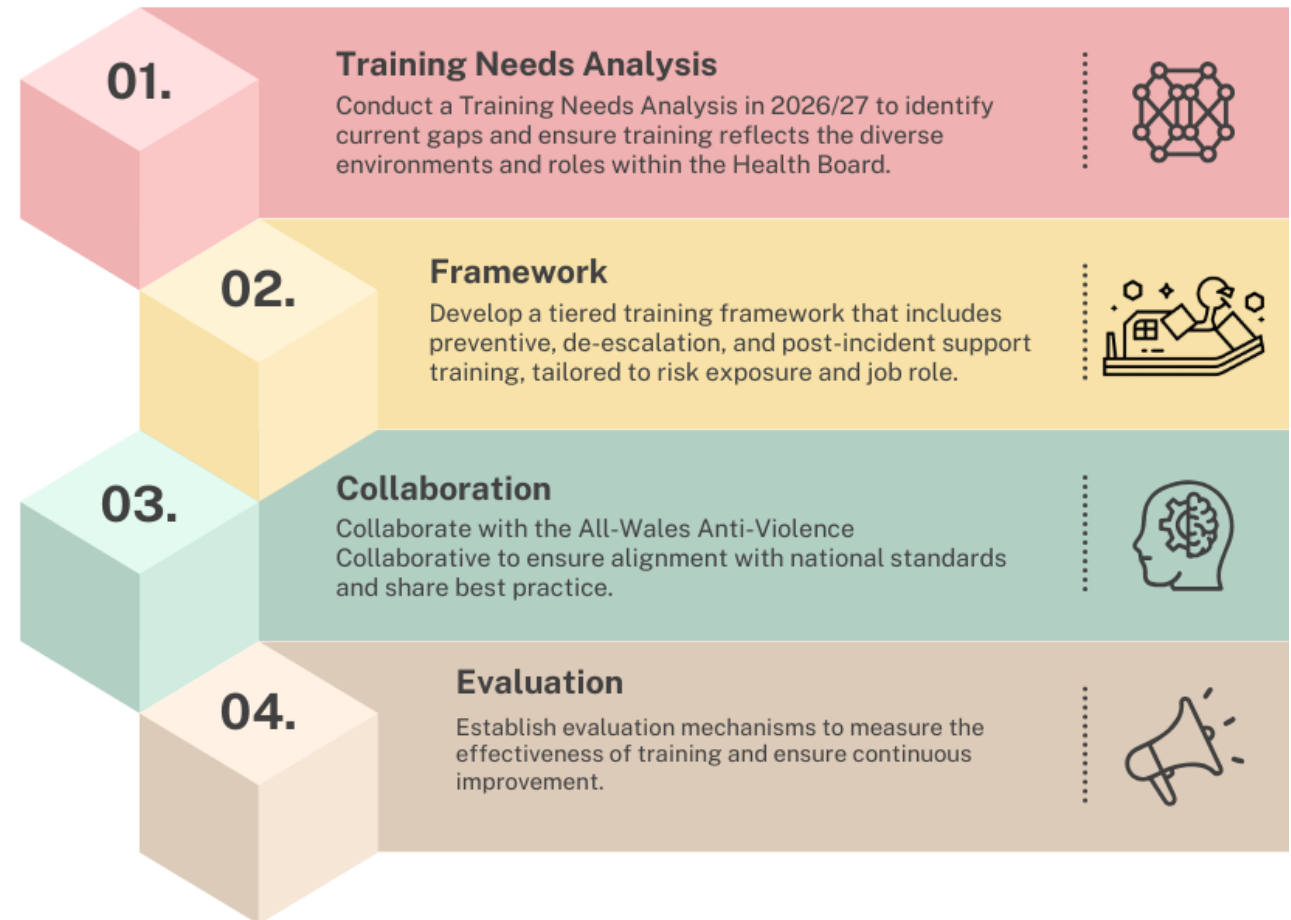 01.
Training Needs Analysis
Conduct a Training Needs Analysis in 2026/27 to identify
current gaps and ensure training reflects the diverse
environments and roles within the Health Board.
02.
Framework
Develop a tiered training framework that includes
preventive, de-escalation, and post-incident support
training, tailored to risk exposure and job role.
03.
Collaboration
Collaborate with the All-Wales Anti-Violence
Collaborative to ensure alignment with national standards
and share best practice.
04.
Evaluation
Establish evaluation mechanisms to measure the
effectiveness of training and ensure continuous
improvement.